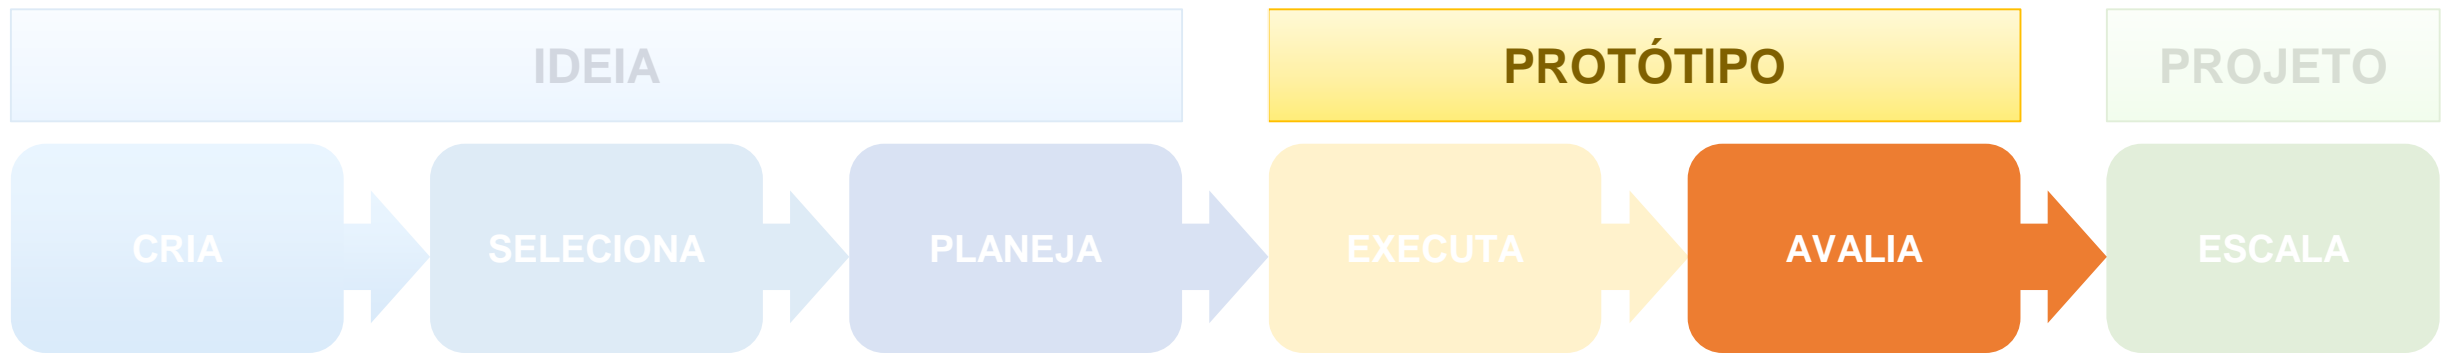 IDEIA
PROTÓTIPO
PROJETO
CRIA
SELECIONA
PLANEJA
EXECUTA
AVALIA
ESCALA